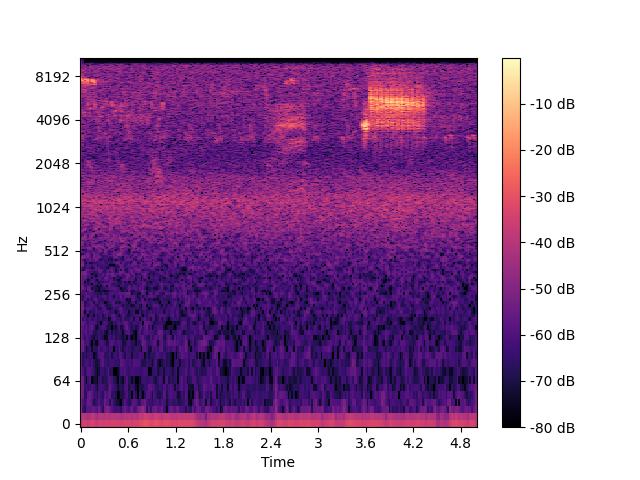 8192
4096
2048
1024
512
256
128
64
0
Hz
0 0.6 1.2 1.8 2.4 3 3.6 4.2 4.8
Time
-10 dB
-20 dB
-30 dB
-40 dB
-50 dB
-60 dB
-70 dB
-80 dB